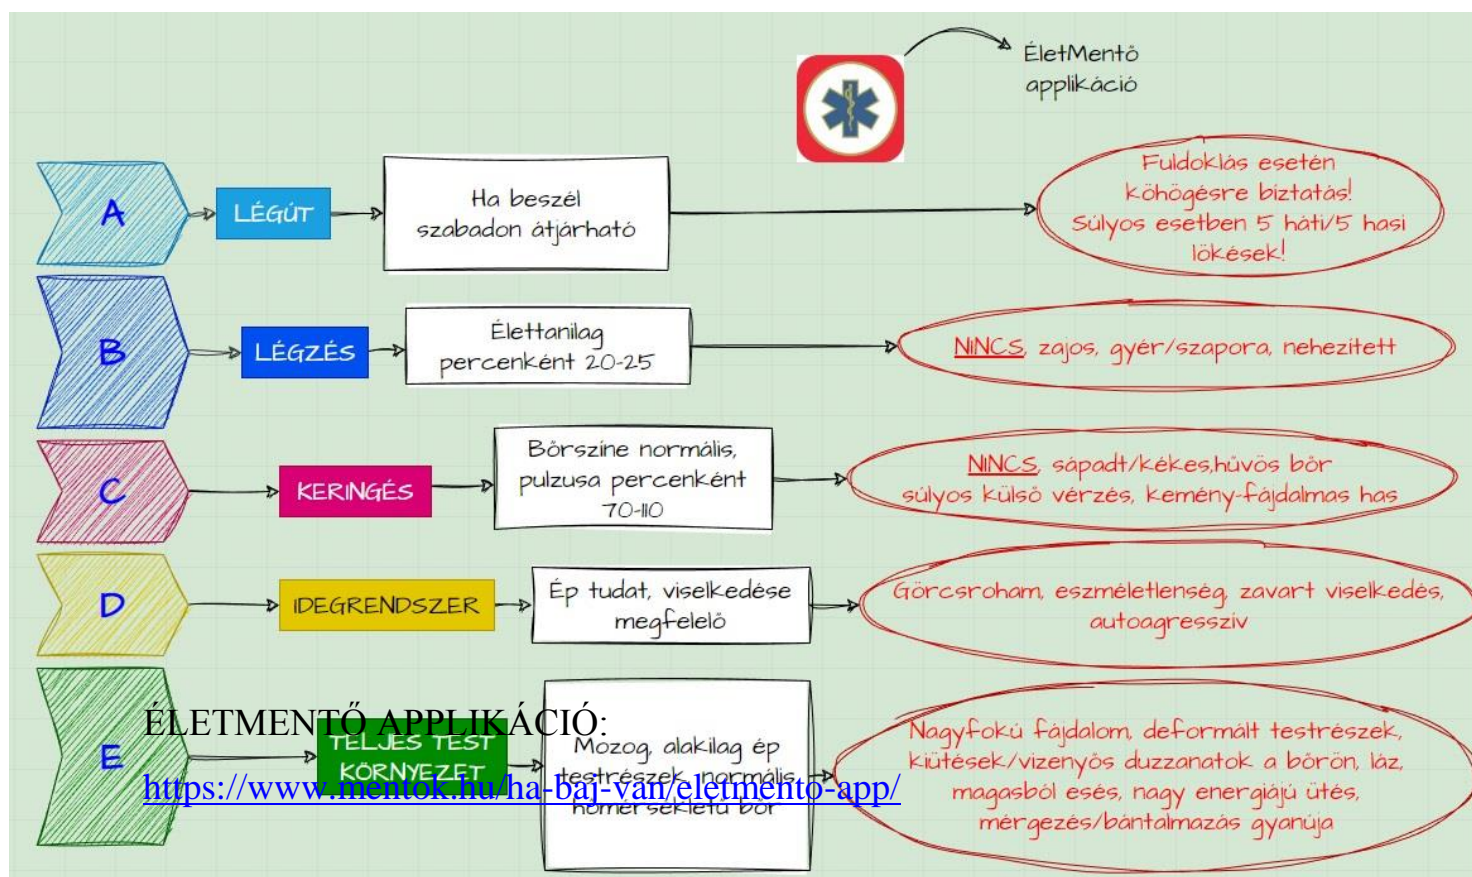 ÉletMentő
applikáció
A
LÉGÚT
Ha beszél
szabadon átjárható
Fuldoklás esetén
köhögésre biztatás!
Súlyos esetben 5 háti/5 hasi
lökések!
B
LÉGZÉS
Élettanilag
percenként 20-25
NINCS, zajos, gyér/szapora, nehezített
C
KERINGÉS
Bőrszíne normális,
pulzusa percenként
70-110
NINCS, sápadt/kékes,hűvös bőr
súlyos külső vérzés, kemény-fájdalmas has
D
IDEGRENDSZER
Ép tudat, viselkedése
megfelelő
Görcsroham, eszméletlenség, zavart viselkedés,
autoagresszív
E
TELJES TEST
KÖRNYEZET
Mozog, alakilag ép
testrészek, normális
hőmérsékletű bőr
Nagyfokú fájdalom, deformált testrészek,
kiütések/vizenyős duzzanatok a bőrön, láz,
magasból esés, nagy energiájú ütés,
mérgezés/bántalmazás gyanúja
ÉLETMENTŐ APPLIKÁCIÓ:
https://www.mentok.hu/ha-baj-van/eletmento-app/